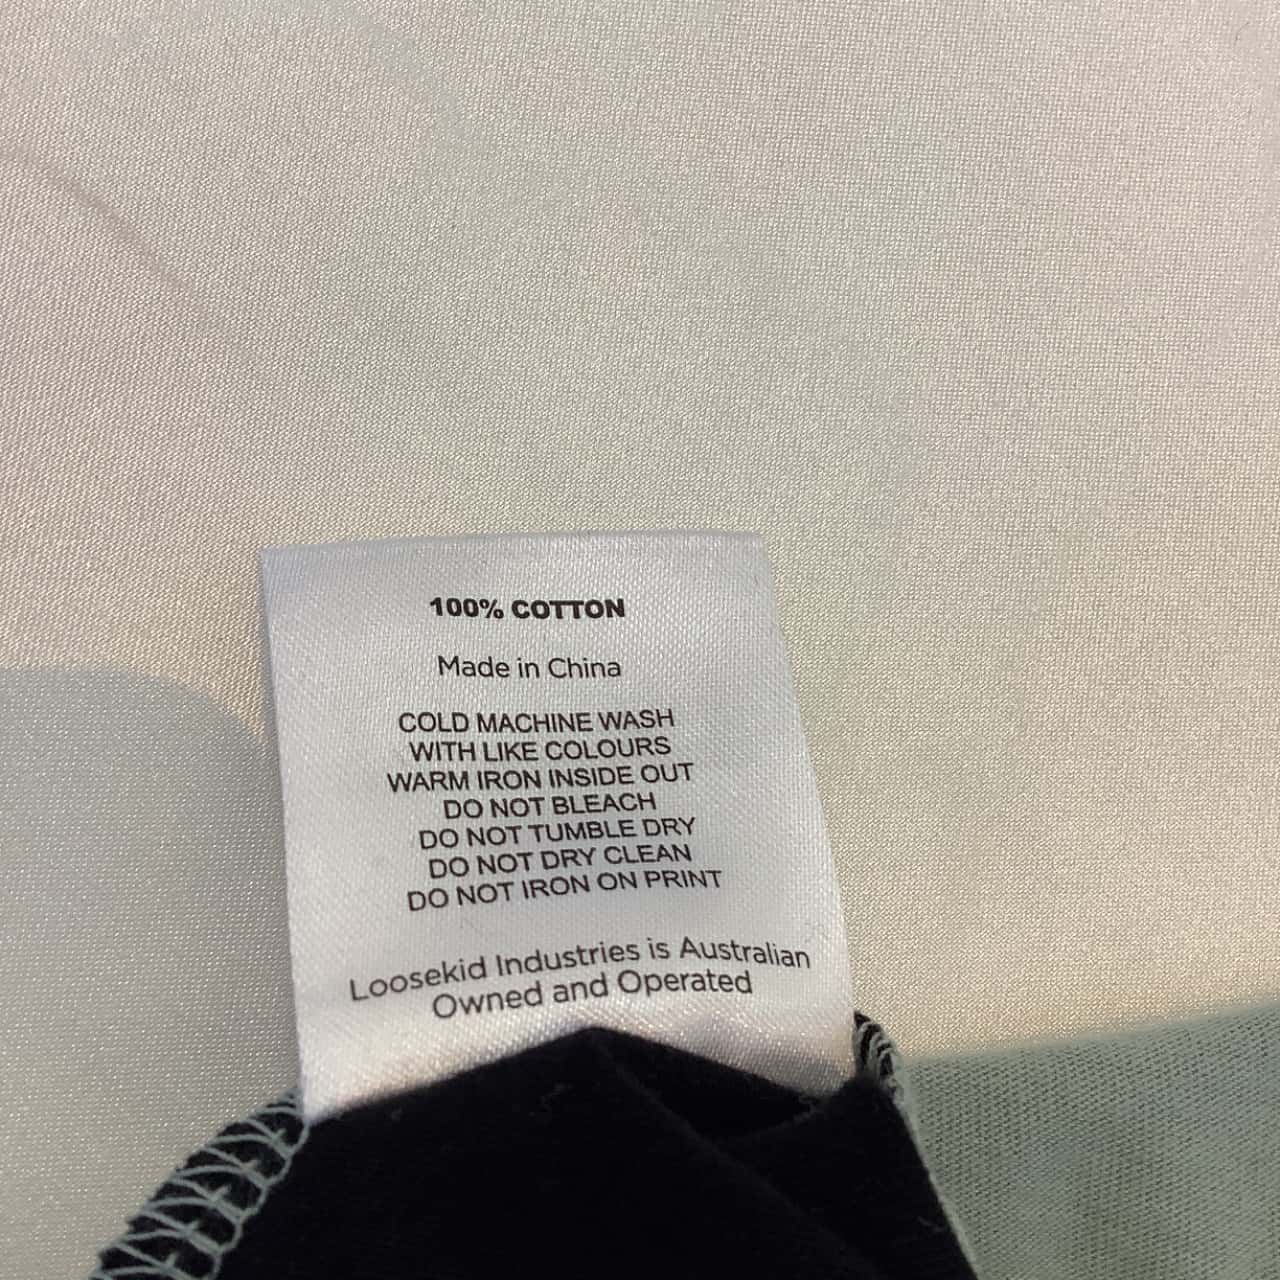 100% COTTON
Made in China
COLD MACHINE WASH
WITH LIKE COLOURS
WARM IRON INSIDE OUT
DO NOT BLEACH
DO NOT TUMBLE DRY
DO NOT DRY CLEAN
DO NOT IRON ON PRINT
Loosekid Industries is Australian
Owned and Operated